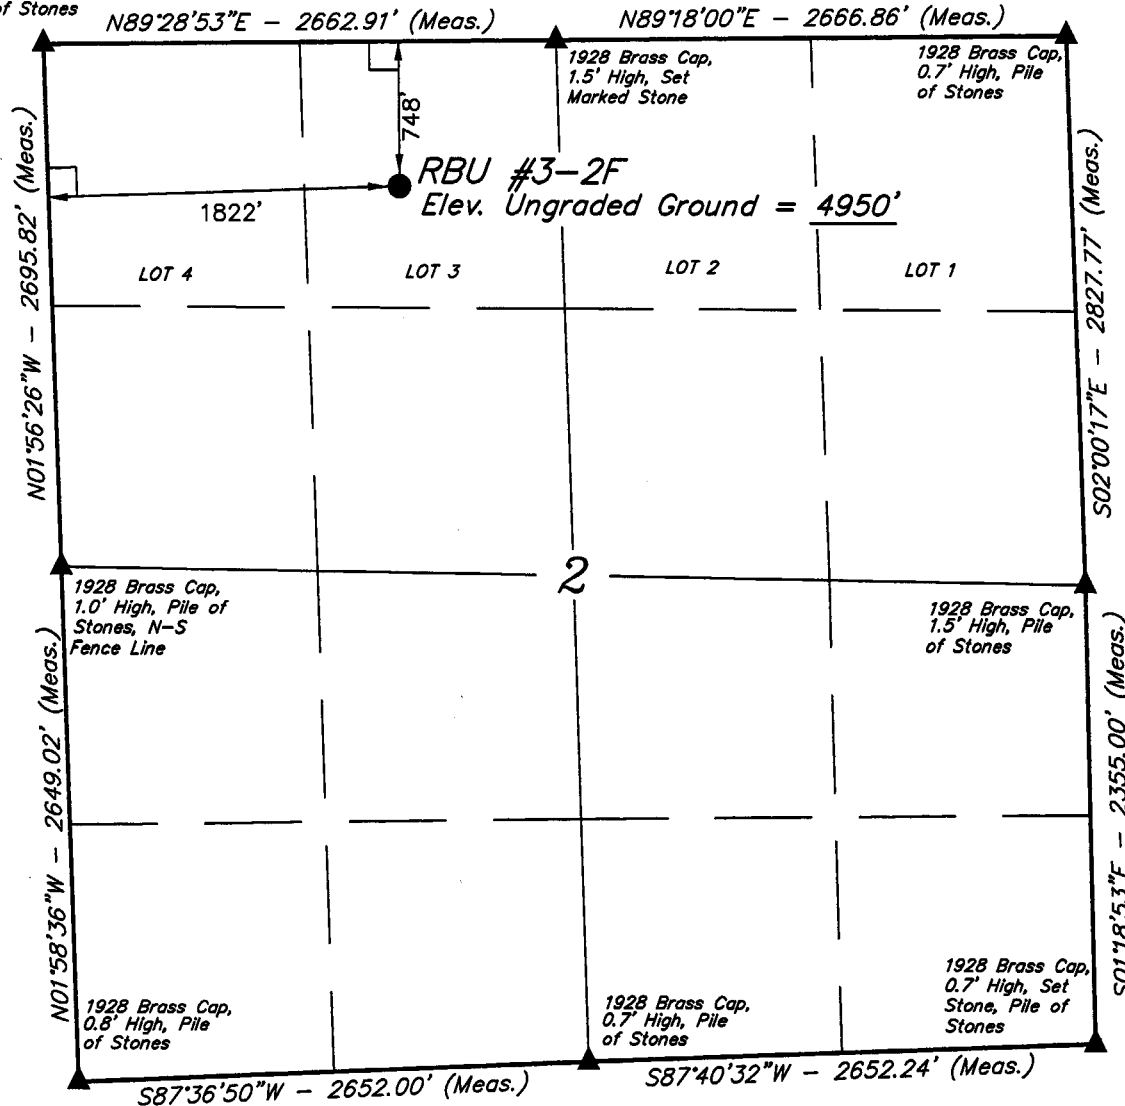 of Stones
N89°28'53"E - 2662.91' (Meas.)
N89°18'00"E - 2666.86' (Meas.)
1928 Brass Cap,
1.5' High, Set
Marked Stone
1928 Brass Cap,
0.7' High, Pile
of Stones
748'
RBU #3-2F
Elev. Ungraded Ground = 4950'
1822'
N01°56'26"W - 2695.82' (Meas.)
S02°00'17"E - 2827.77' (Meas.)
LOT 4
LOT 3
LOT 2
LOT 1
2
1928 Brass Cap,
1.0' High, Pile of
Stones, N-S
Fence Line
1928 Brass Cap,
1.5' High, Pile
of Stones
N01°58'36"W - 2649.02' (Meas.)
S01°18'53"E - 2355.00' (Meas.)
1928 Brass Cap,
0.8' High, Pile
of Stones
1928 Brass Cap,
0.7' High, Pile
of Stones
1928 Brass Cap,
0.7' High, Set
Stone, Pile of
Stones
S87°36'50"W - 2652.00' (Meas.)
S87°40'32"W - 2652.24' (Meas.)